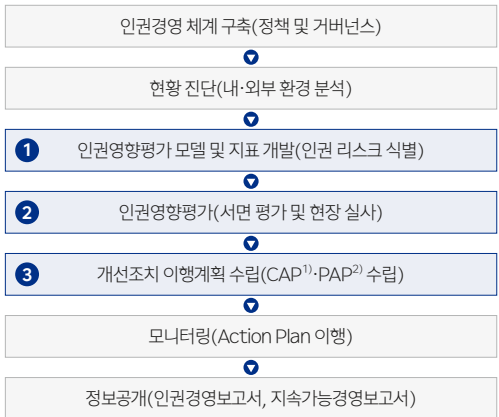 인권경영 체계 구축(정책 및 거버넌스)
현황 진단(내·외부 환경 분석)
1 인권영향평가 모델 및 지표 개발(인권 리스크 식별)
2 인권영향평가(서면 평가 및 현장 실사)
3 개선조치 이행계획 수립(CAP1)·PAP2) 수립)
모니터링(Action Plan 이행)
정보공개(인권경영보고서, 지속가능경영보고서)